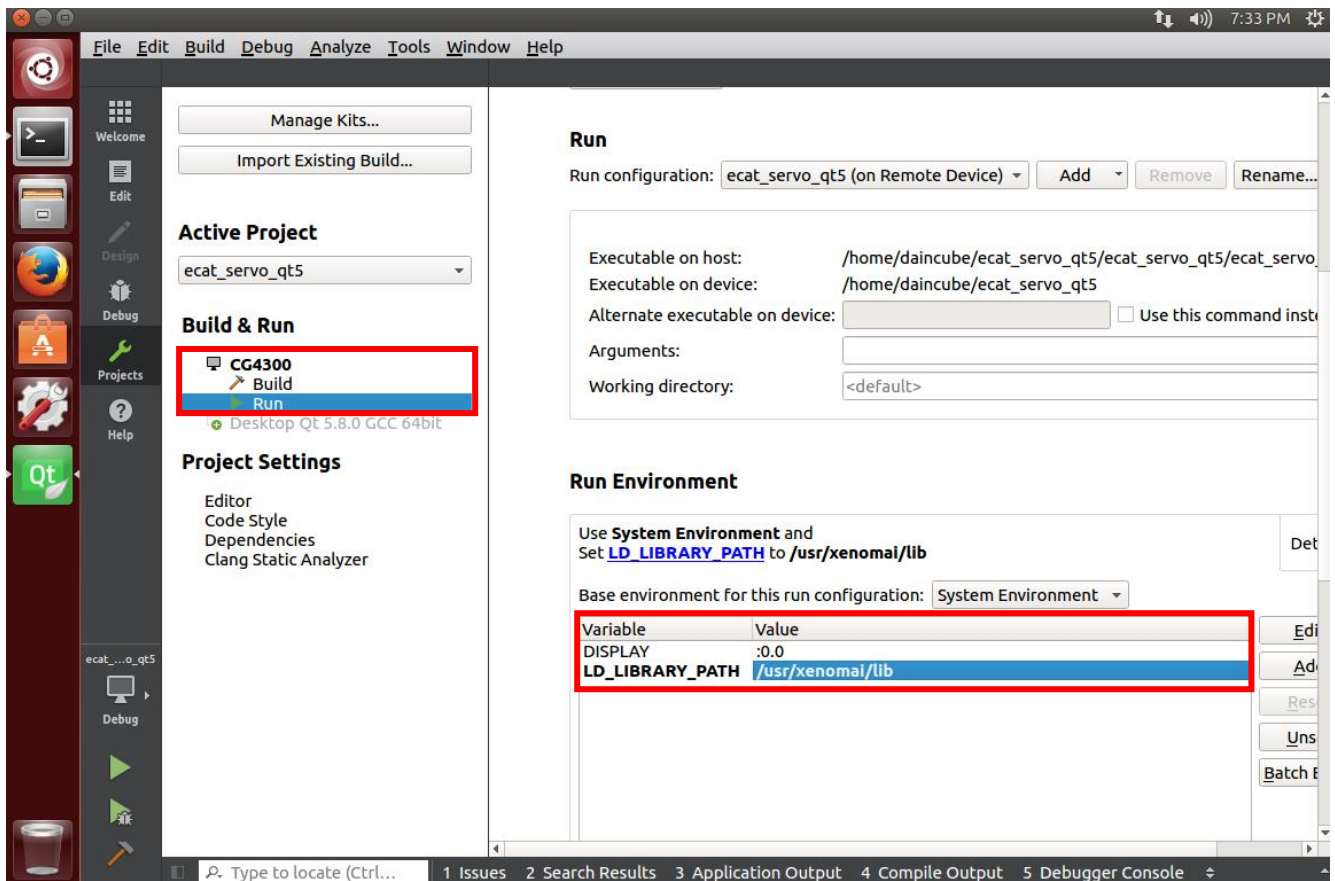 7:33 PM
File Edit Build Debug Analyze Tools Window Help
Welcome
Edit
Design
Debug
Projects
Help
Qt
ecat_...o_qt5
Debug
Manage Kits...
Import Existing Build...
Active Project
ecat_servo_qt5
Build & Run
CG4300
Build
Run
Desktop Qt 5.8.0 GCC 64bit
Project Settings
Editor
Code Style
Dependencies
Clang Static Analyzer
Run
Run configuration: ecat_servo_qt5 (on Remote Device) Add Remove Rename...
Executable on host: /home/daincube/ecat_servo_qt5/ecat_servo_qt5/ecat_servo_
Executable on device: /home/daincube/ecat_servo_qt5
Alternate executable on device: Use this command inste
Arguments:
Working directory: <default>
Run Environment
Use System Environment and
Set LD_LIBRARY_PATH to /usr/xenomai/lib
Det
Base environment for this run configuration: System Environment
Variable Value
DISPLAY :0.0
LD_LIBRARY_PATH /usr/xenomai/lib
Edi
Ad
Res
Uns
Batch E
Type to locate (Ctrl... 1 Issues 2 Search Results 3 Application Output 4 Compile Output 5 Debugger Console